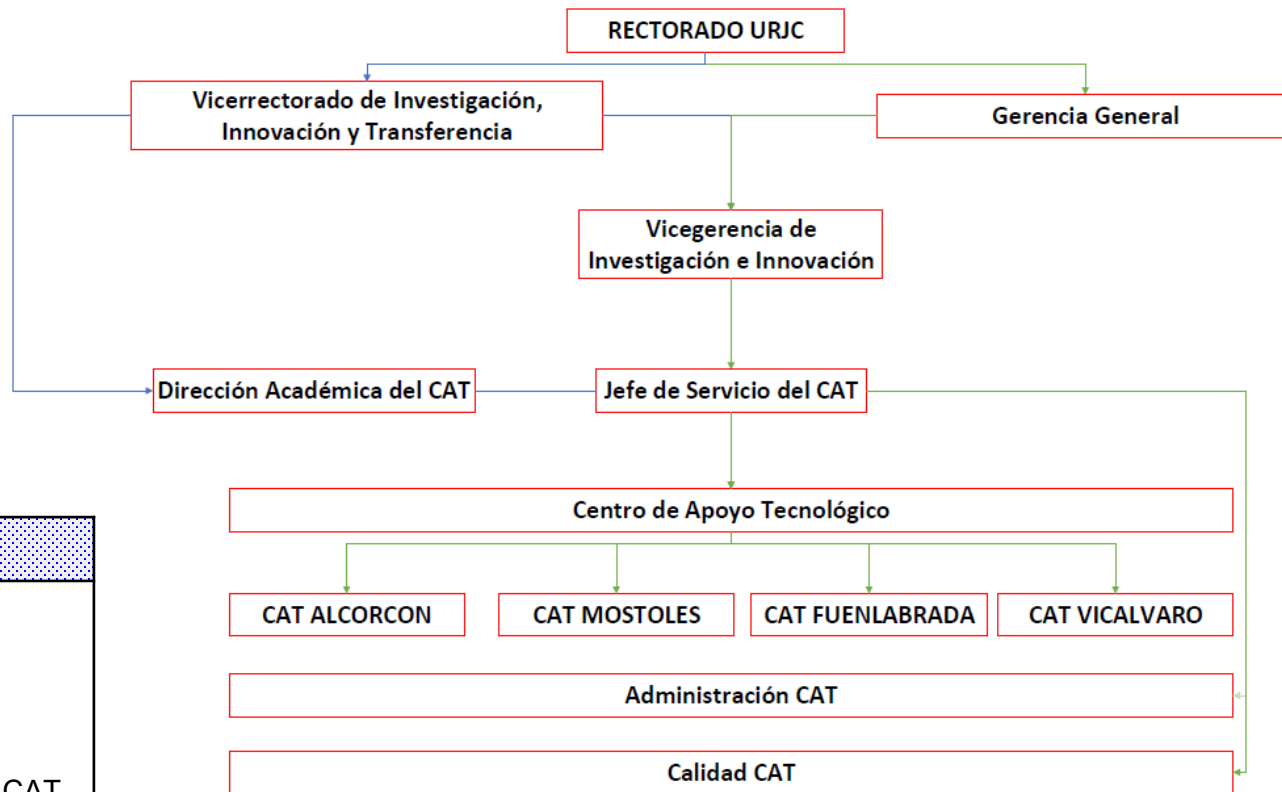 RECTORADO URJC
Vicerrectorado de Investigación,
Innovación y Transferencia
Gerencia General
Vicegerencia de
Investigación e Innovación
Dirección Académica del CAT
Jefe de Servicio del CAT
Centro de Apoyo Tecnológico
CAT ALCORCON
CAT MOSTOLES
CAT FUENLABRADA
CAT VICALVARO
Administración CAT
Calidad CAT
CAT